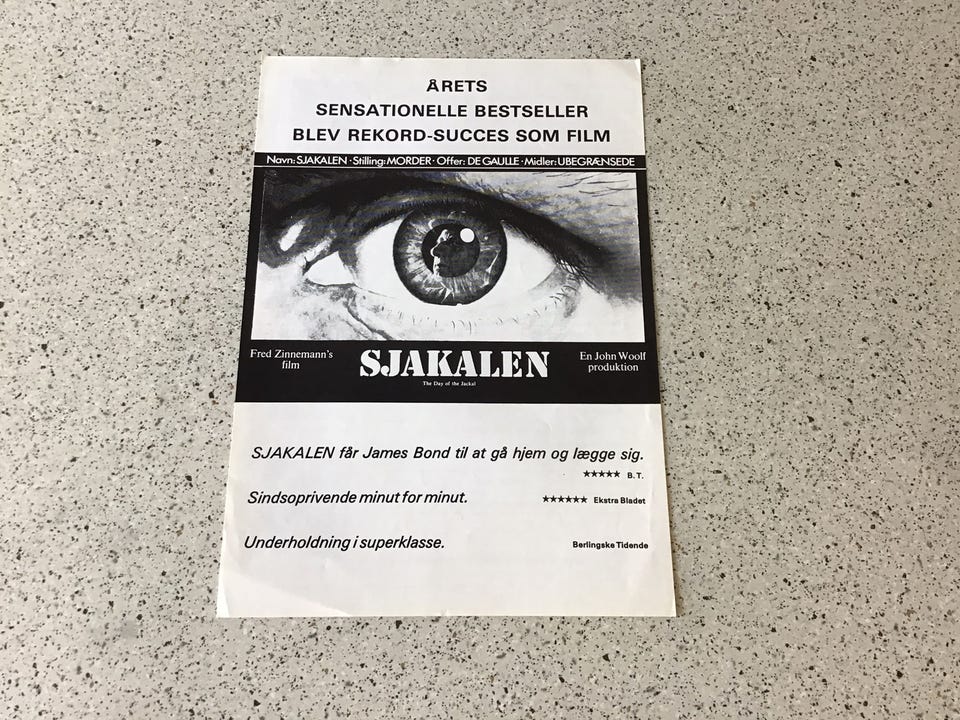 ÅRETS
SENSATIONELLE BESTSELLER
BLEV REKORD-SUCCES SOM FILM
Navn: SJAKALEN · Stilling: MORDER · Offer: DE GAULLE · Midler: UBEGRÆNSEDE
Fred Zinnemann's
film
SJAKALEN
The Day of the Jackal
En John Woolf
produktion
SJAKALEN får James Bond til at gå hjem og lægge sig.
★★★★★ B.T.
Sindsoprivende minut for minut. ★★★★★★ Ekstra Bladet
Underholdning i superklasse. Berlingske Tidende